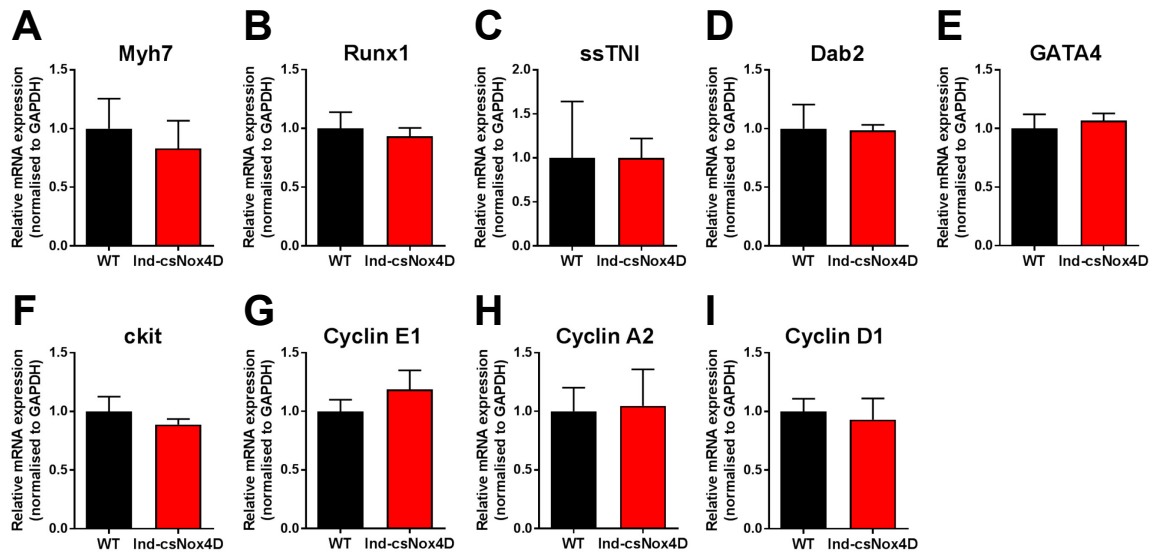 A
Myh7
Relative mRNA expression
(normalised to GAPDH)
1.5
1.0
0.5
0.0
WT Ind-csNox4D
B
Runx1
Relative mRNA expression
(normalised to GAPDH)
1.5
1.0
0.5
0.0
WT Ind-csNox4D
C
ssTNI
Relative mRNA expression
(normalised to GAPDH)
2.0
1.5
1.0
0.5
0.0
WT Ind-csNox4D
D
Dab2
Relative mRNA expression
(normalised to GAPDH)
1.5
1.0
0.5
0.0
WT Ind-csNox4D
E
GATA4
Relative mRNA expression
(normalised to GAPDH)
1.5
1.0
0.5
0.0
WT Ind-csNox4D
F
ckit
Relative mRNA expression
(normalised to GAPDH)
1.5
1.0
0.5
0.0
WT Ind-csNox4D
G
Cyclin E1
Relative mRNA expression
(normalised to GAPDH)
1.5
1.0
0.5
0.0
WT Ind-csNox4D
H
Cyclin A2
Relative mRNA expression
(normalised to GAPDH)
1.5
1.0
0.5
0.0
WT Ind-csNox4D
I
Cyclin D1
Relative mRNA expression
(normalised to GAPDH)
1.5
1.0
0.5
0.0
WT Ind-csNox4D